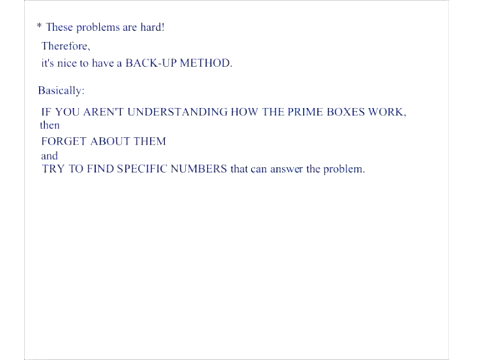 * These problems are hard!
Therefore,
it's nice to have a BACK-UP METHOD.
Basically:
IF YOU AREN'T UNDERSTANDING HOW THE PRIME BOXES WORK,
then
FORGET ABOUT THEM
and
TRY TO FIND SPECIFIC NUMBERS that can answer the problem.